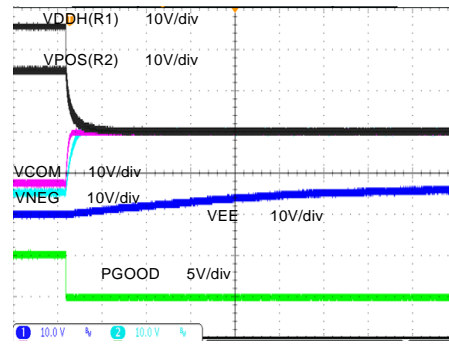 VDDH(R1) 10V/div
VPOS(R2) 10V/div
VCOM 10V/div
VNEG 10V/div
VEE 10V/div
PGOOD 5V/div
1 10.0 V 2 10.0 V